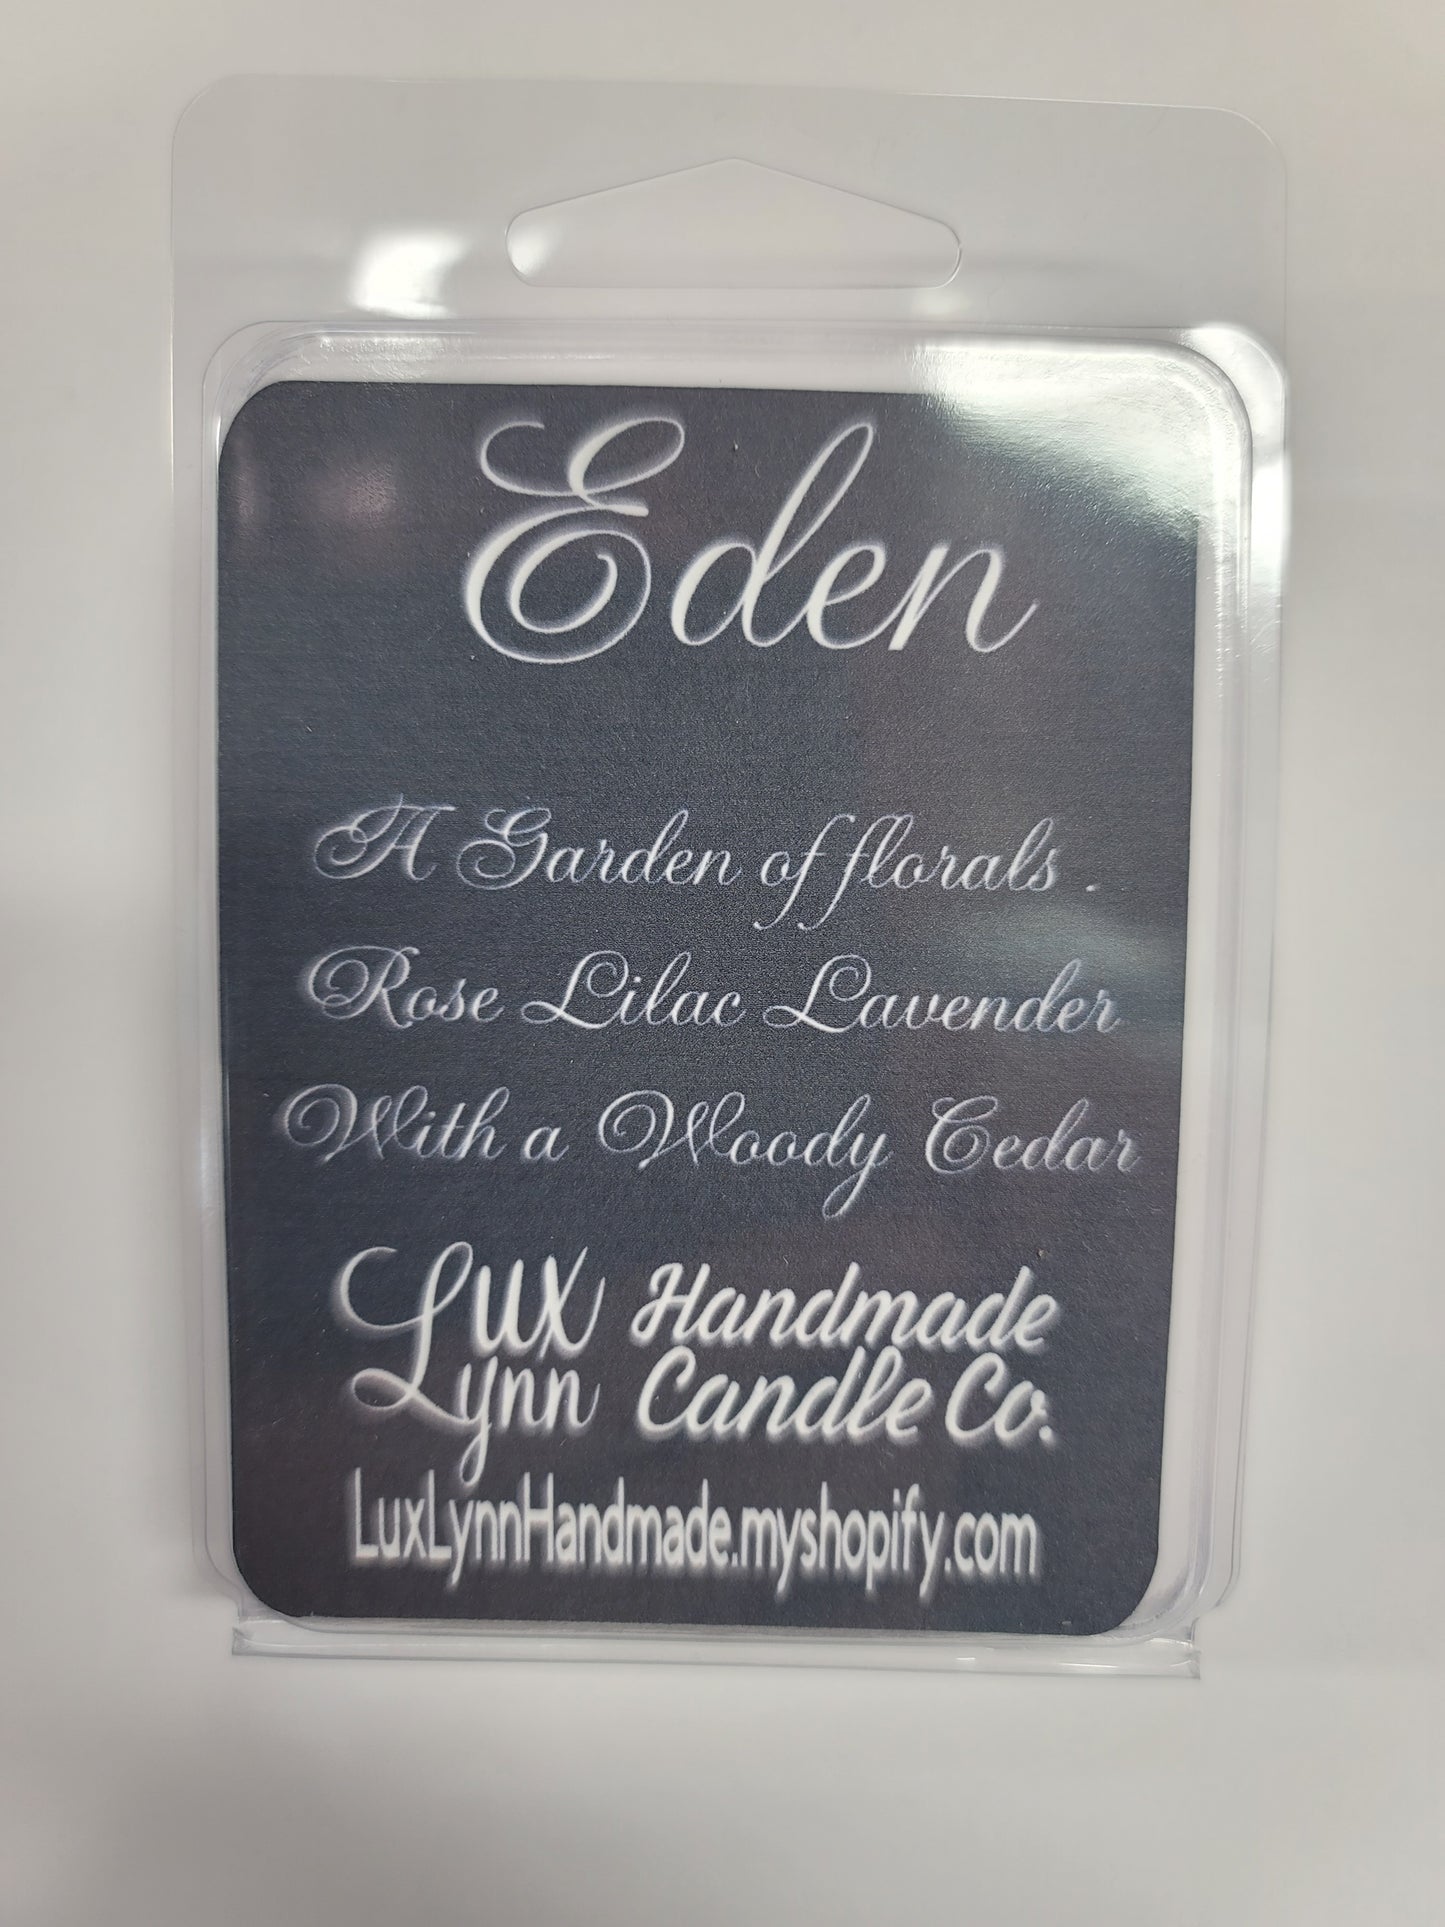 Eden
A Garden of florals .
Rose Lilac Lavender
With a Woody Cedar
Lux Lynn Handmade Candle Co.
LuxLynnHandmade.myshopify.com